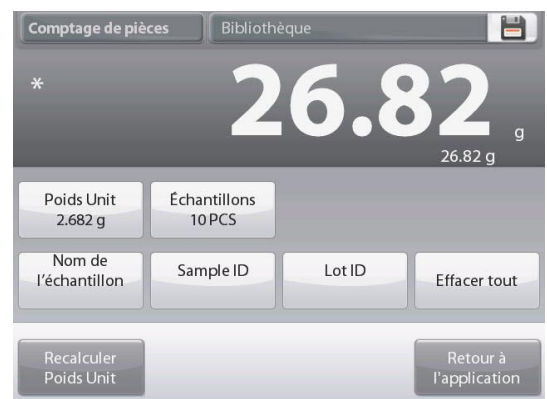 Comptage de pièces Bibliothèque
*
26.82 g
26.82 g
Poids Unit
2.682 g
Échantillons
10 PCS
Nom de
l'échantillon
Sample ID
Lot ID
Effacer tout
Recalculer
Poids Unit
Retour à
l'application